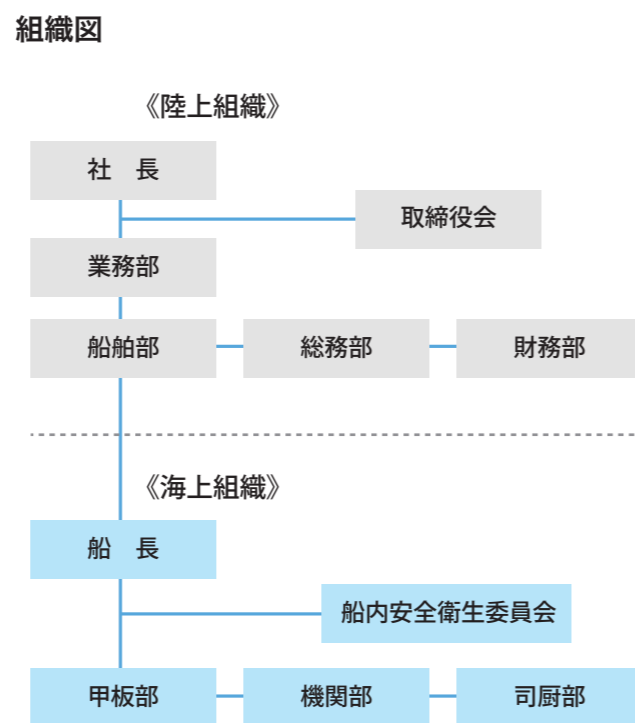 組織図
《陸上組織》
社　長
取締役会
業務部
船舶部
総務部
財務部
《海上組織》
船　長
船内安全衛生委員会
甲板部
機関部
司厨部